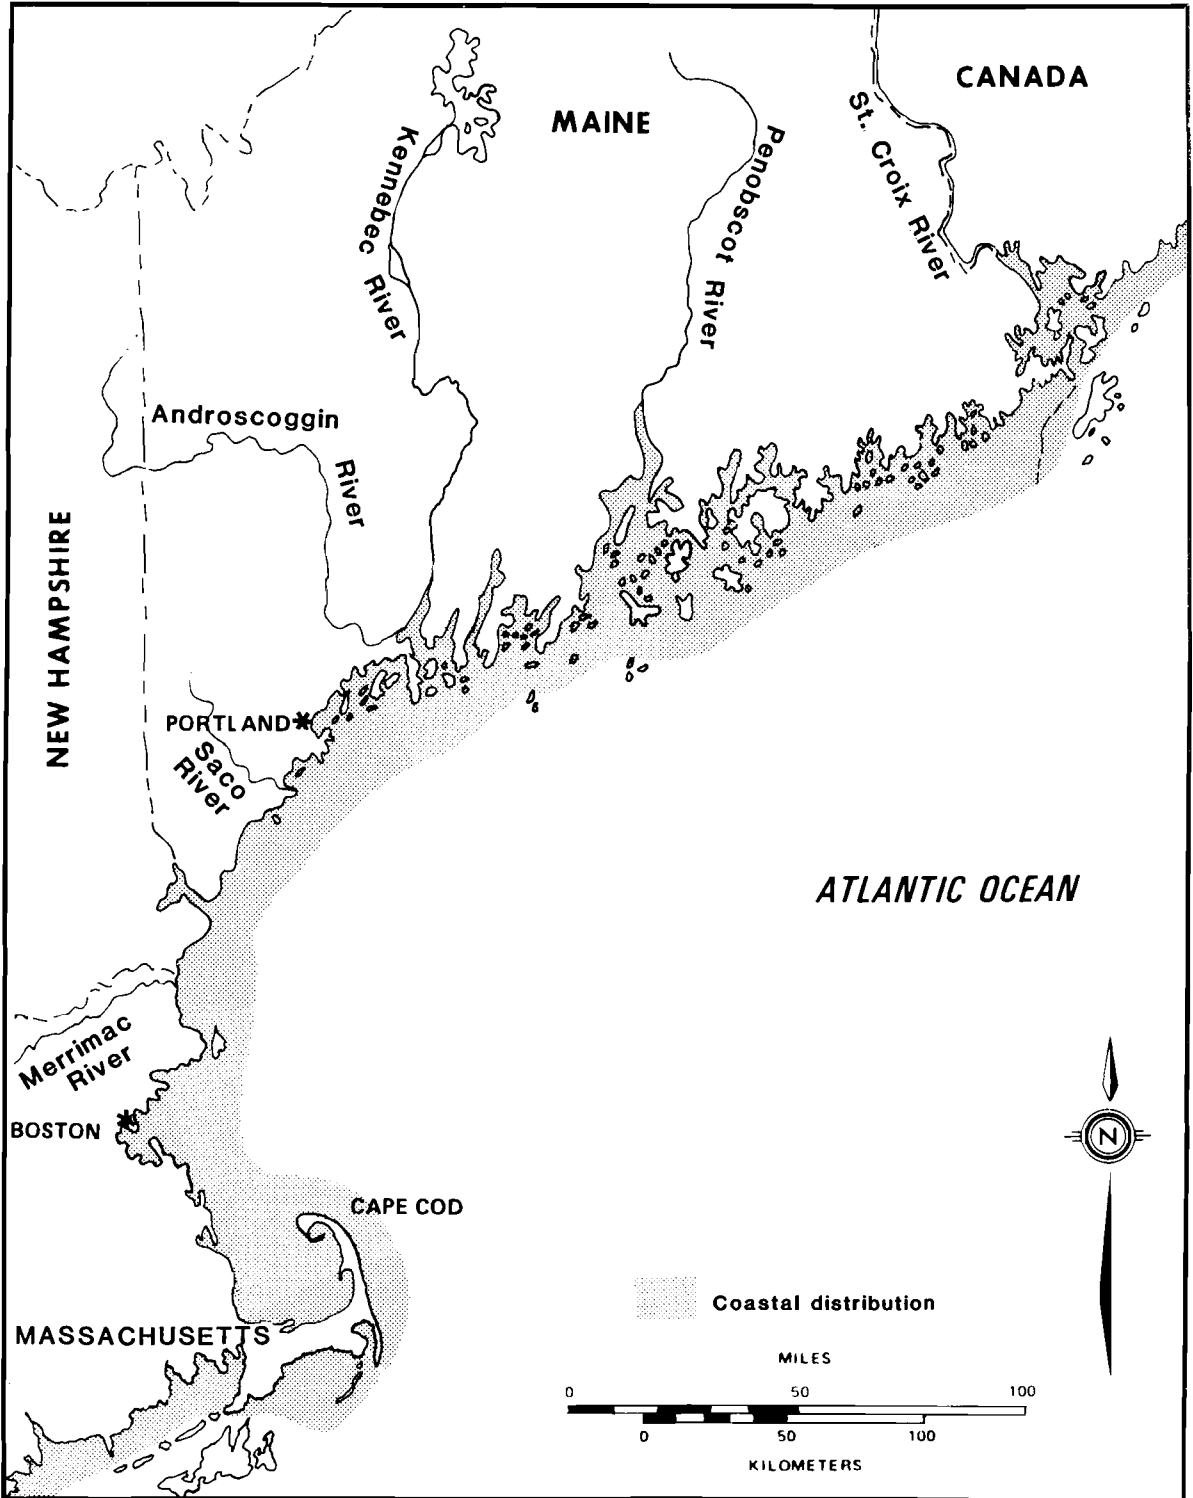 CANADA
MAINE
St. Croix River
Kennebec River
Penobscot River
Androscoggin
River
NEW HAMPSHIRE
PORTLAND
Saco
River
ATLANTIC OCEAN
Merrimac
River
BOSTON
N
CAPE COD
Coastal distribution
MASSACHUSETTS
MILES
0 50 100
0 50 100
KILOMETERS